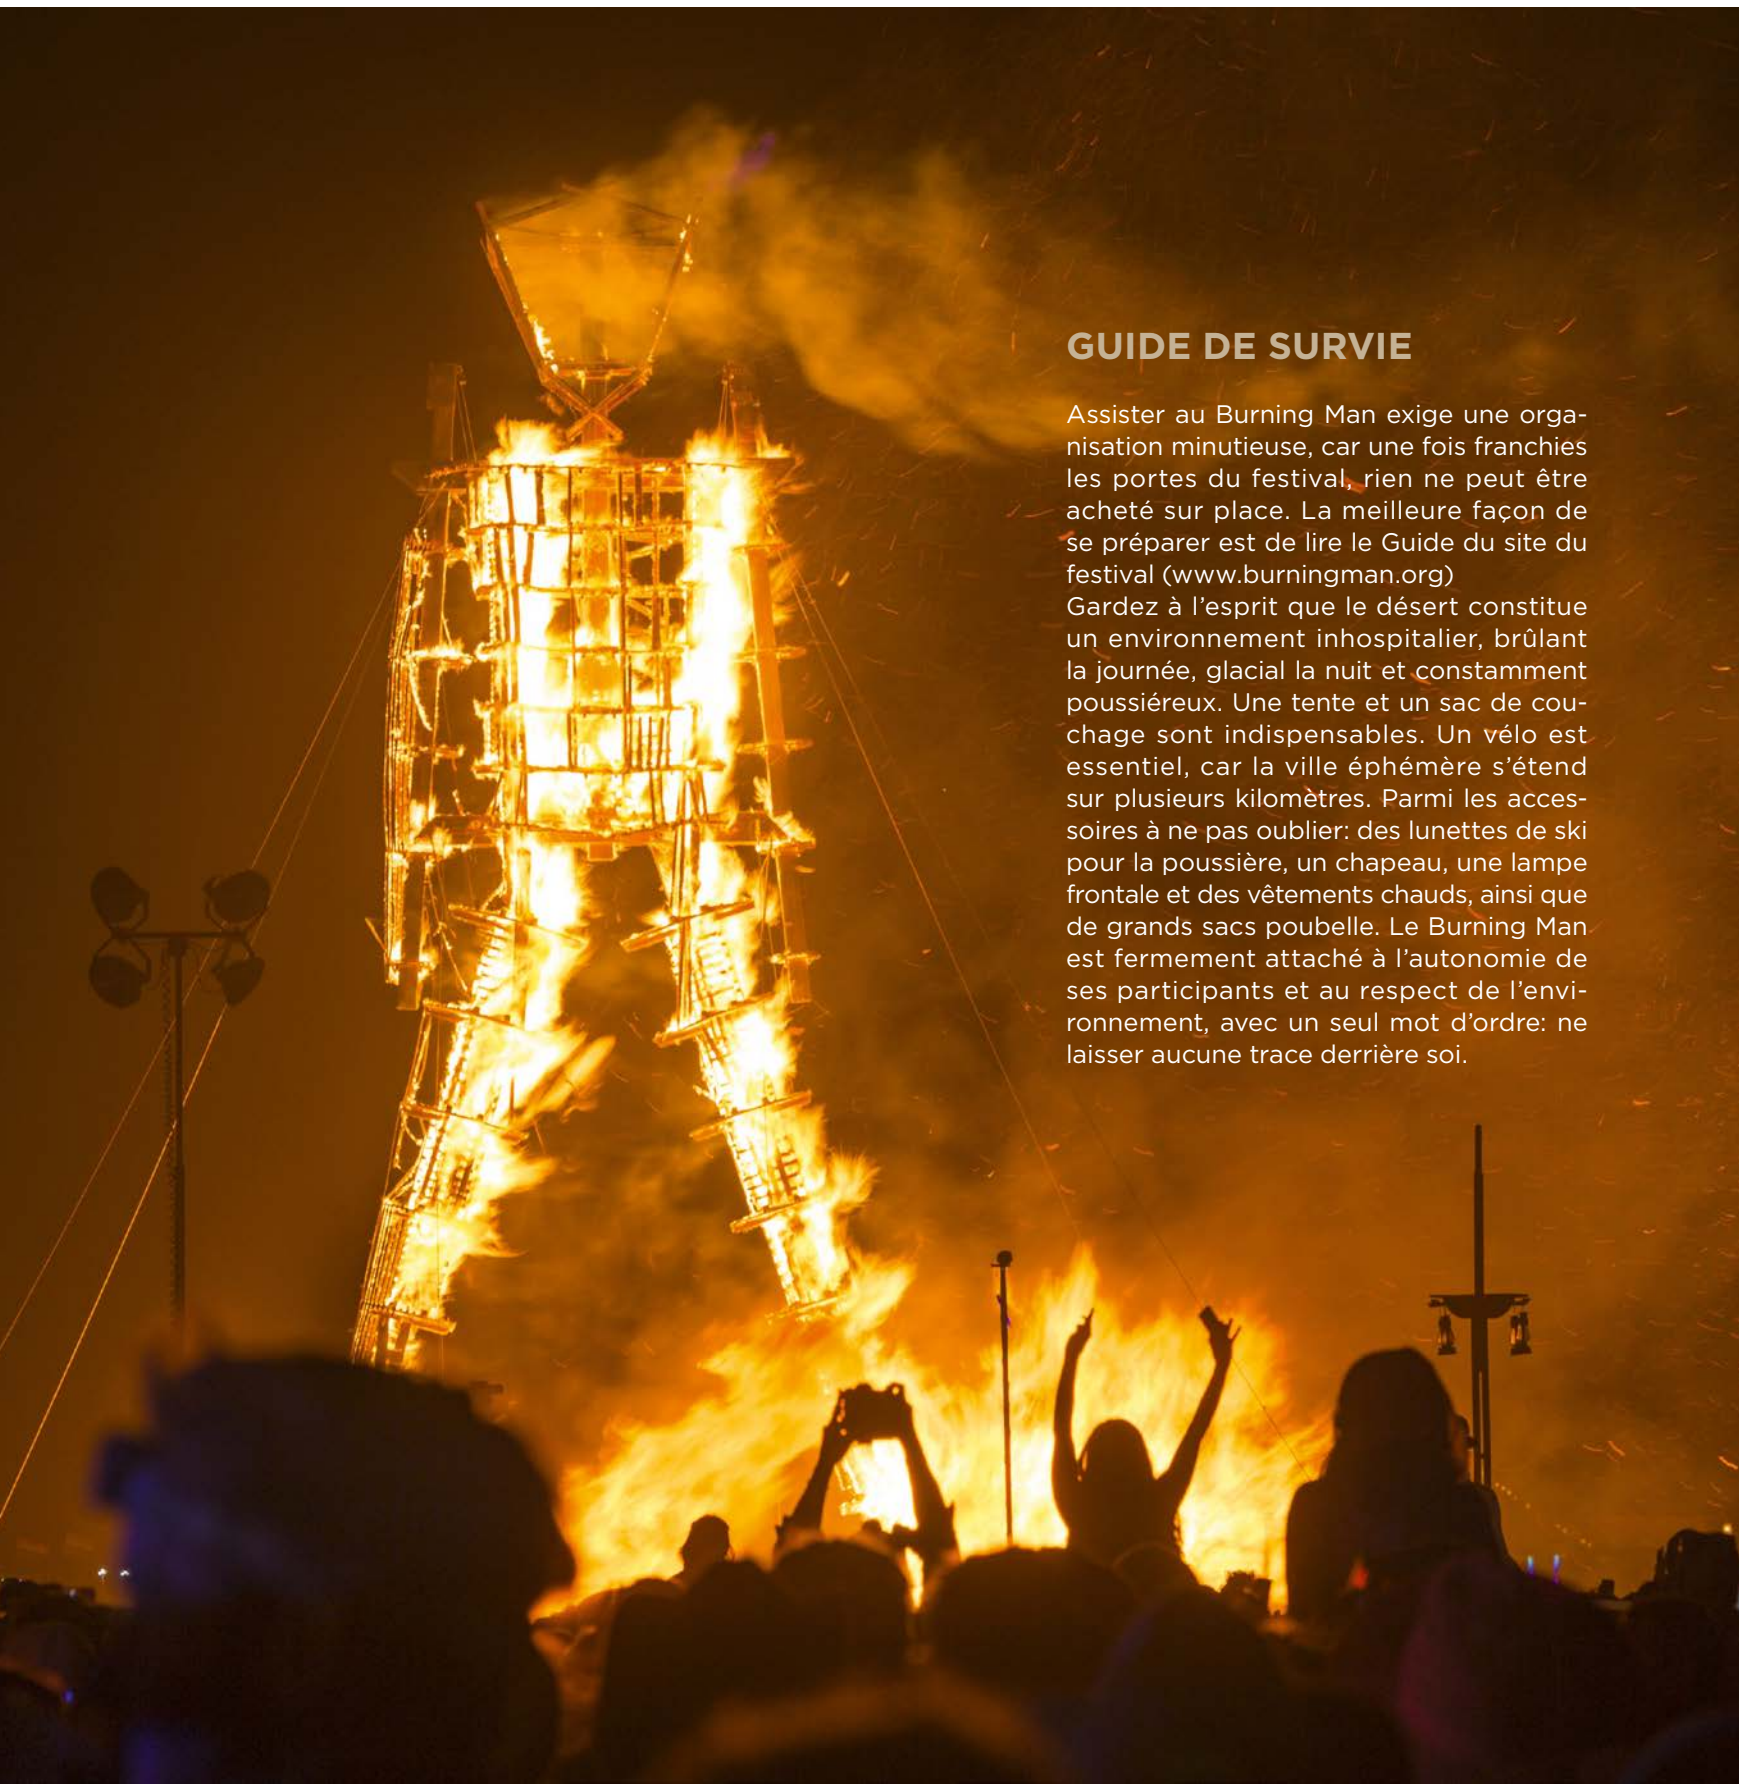 GUIDE DE SURVIE
Assister au Burning Man exige une orga-
nisation minutieuse, car une fois franchies
les portes du festival, rien ne peut être
acheté sur place. La meilleure façon de
se préparer est de lire le Guide du site du
festival (www.burningman.org)
Gardez à l’esprit que le désert constitue
un environnement inhospitalier, brûlant
la journée, glacial la nuit et constamment
poussiéreux. Une tente et un sac de cou-
chage sont indispensables. Un vélo est
essentiel, car la ville éphémère s’étend
sur plusieurs kilomètres. Parmi les acces-
soires à ne pas oublier: des lunettes de ski
pour la poussière, un chapeau, une lampe
frontale et des vêtements chauds, ainsi que
de grands sacs poubelle. Le Burning Man
est fermement attaché à l’autonomie de
ses participants et au respect de l’envi-
ronnement, avec un seul mot d’ordre: ne
laisser aucune trace derrière soi.